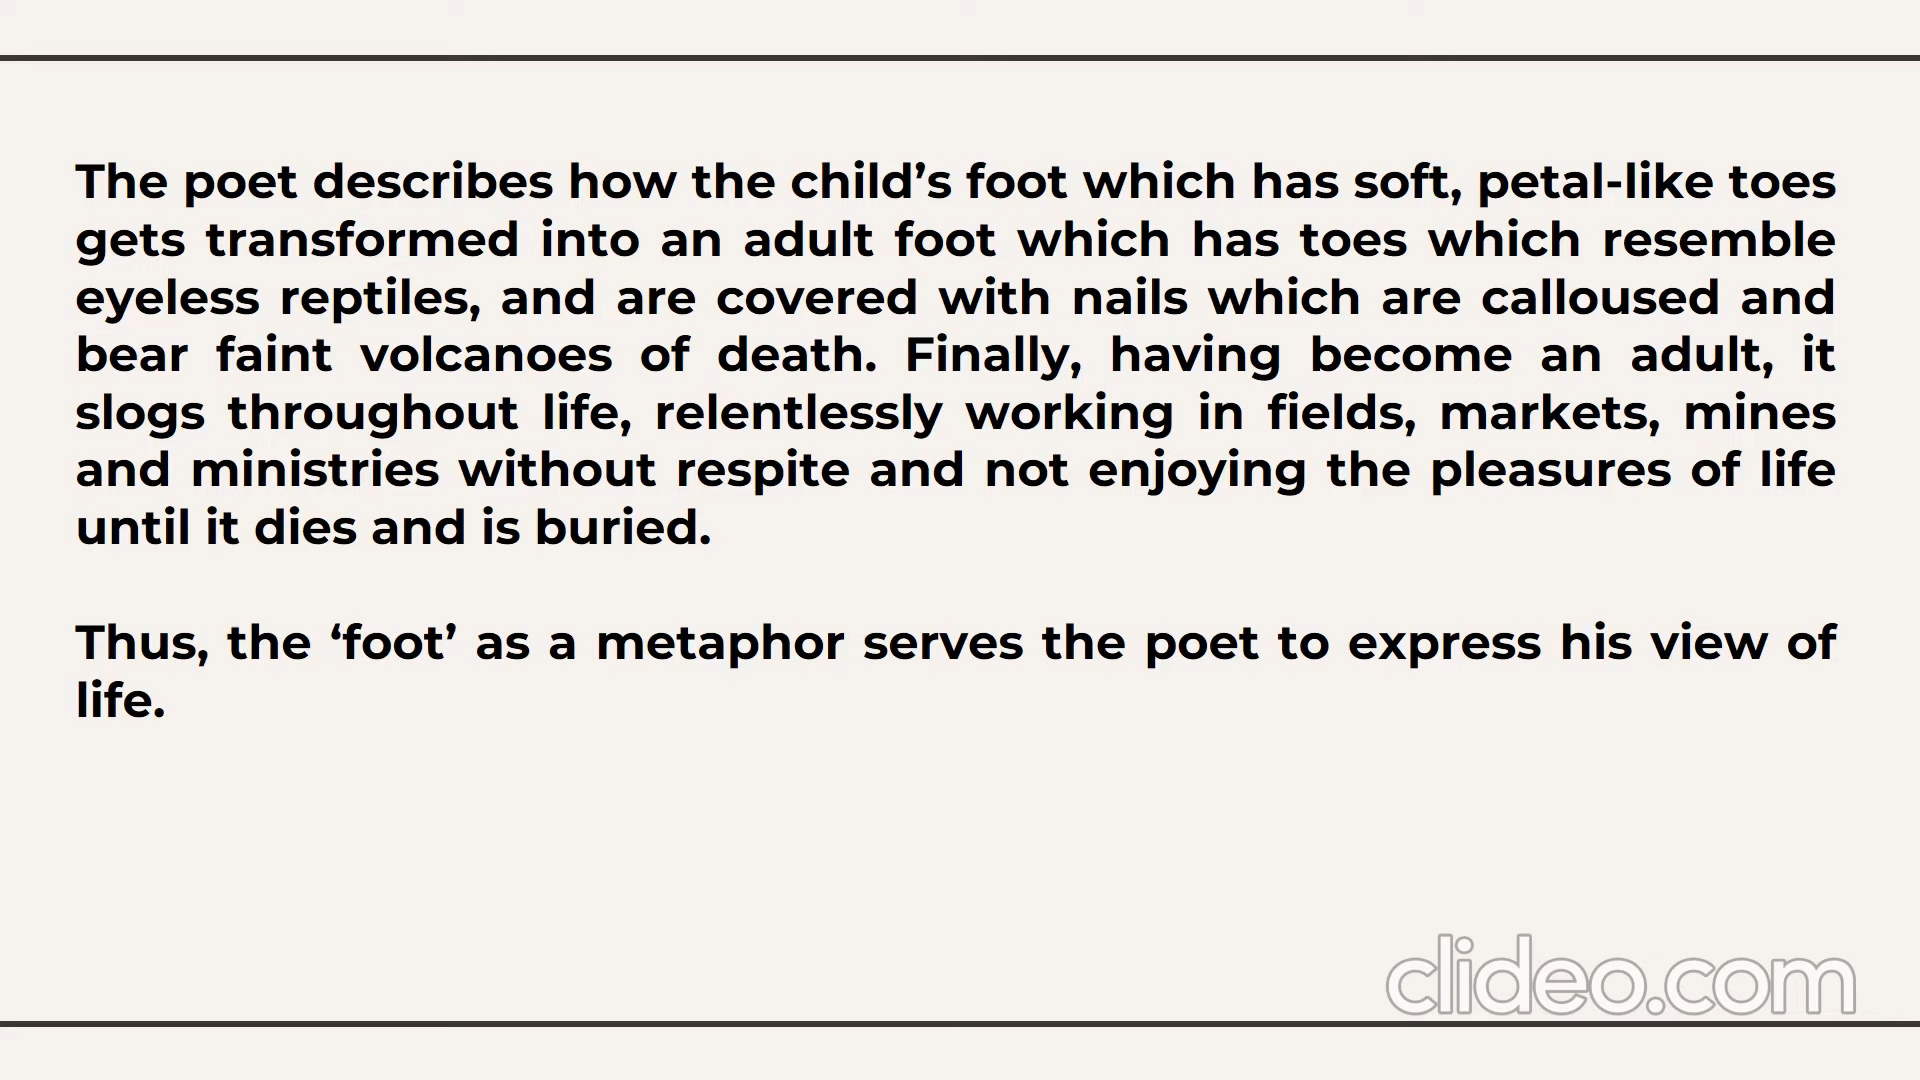 The poet describes how the child’s foot which has soft, petal-like toes
gets transformed into an adult foot which has toes which resemble
eyeless reptiles, and are covered with nails which are calloused and
bear faint volcanoes of death. Finally, having become an adult, it
slogs throughout life, relentlessly working in fields, markets, mines
and ministries without respite and not enjoying the pleasures of life
until it dies and is buried.
Thus, the ‘foot’ as a metaphor serves the poet to express his view of
life.
clideo.com